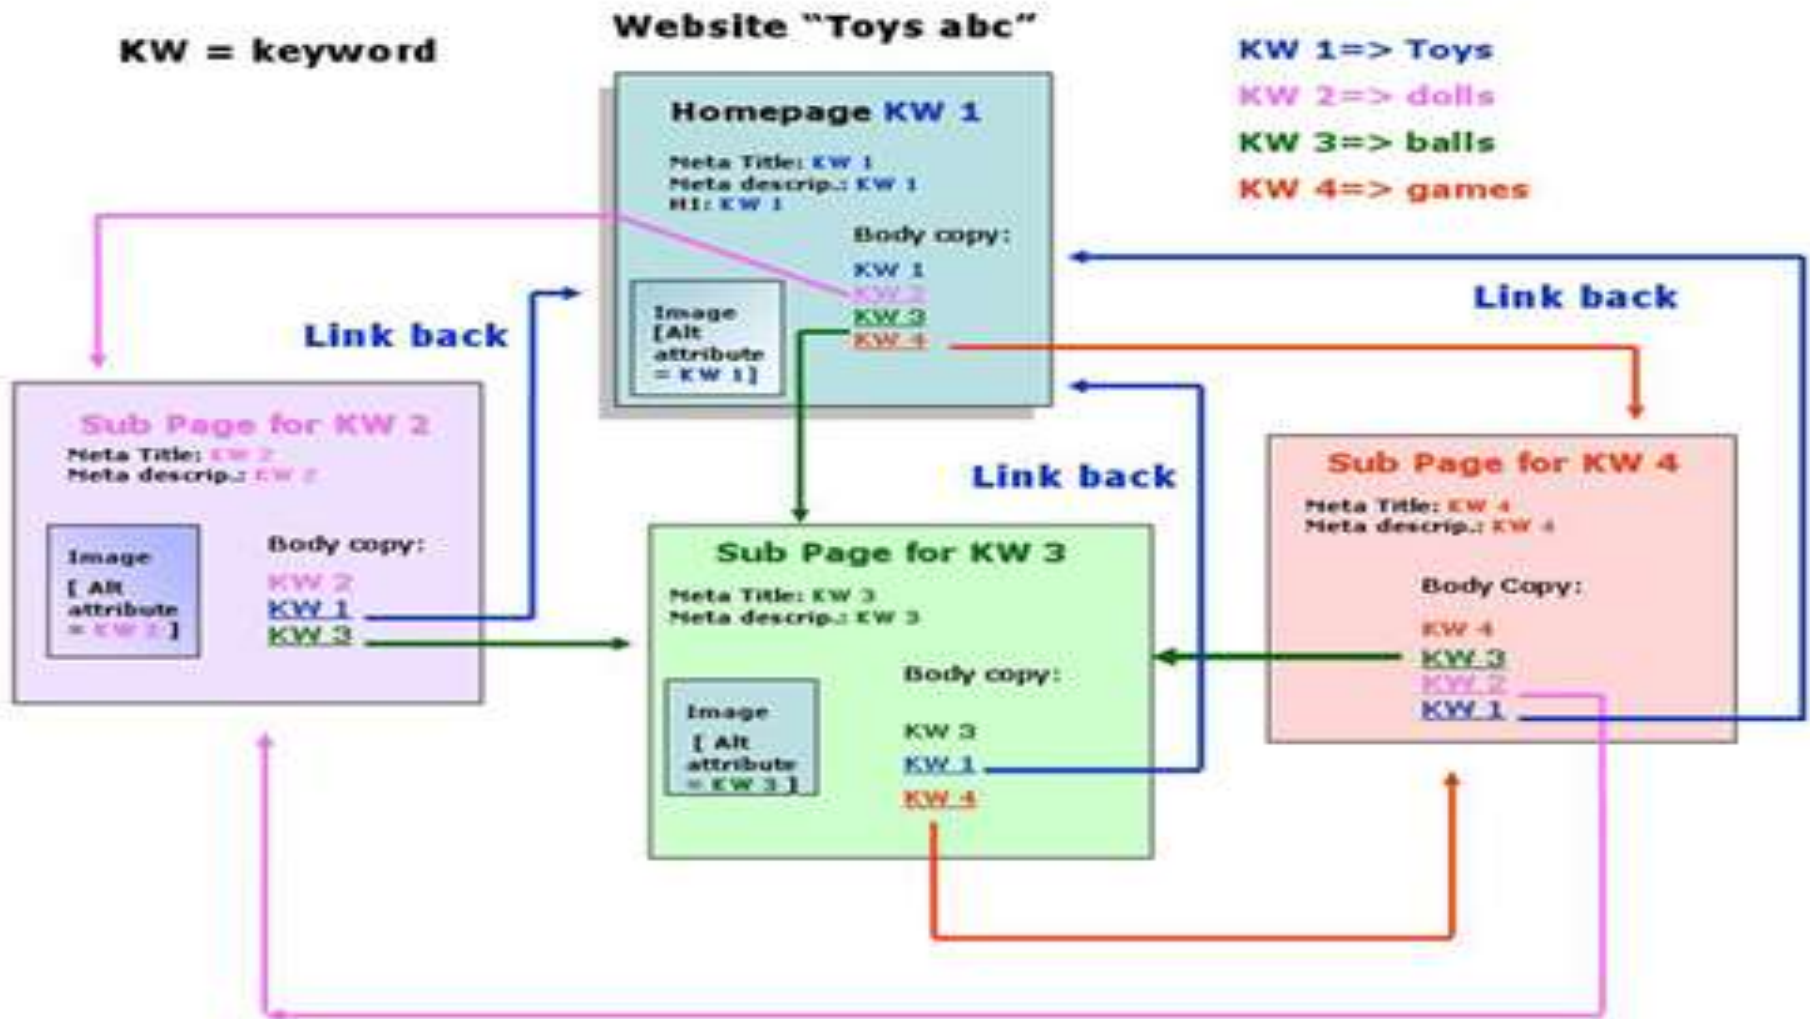 KW = keyword
Website “Toys abc”
KW 1=> Toys
KW 2=> dolls
KW 3=> balls
KW 4=> games
Homepage KW 1
Meta Title: KW 1
Meta descrip.: KW 1
H1: KW 1
Body copy:
KW 1
KW 2
KW 3
KW 4
Image
[Alt
attribute
= KW 1]
Link back
Link back
Link back
Sub Page for KW 2
Meta Title: KW 2
Meta descrip.: KW 2
Image
[ Alt
attribute
= KW 2 ]
Body copy:
KW 2
KW 1
KW 3
Sub Page for KW 3
Meta Title: KW 3
Meta descrip.: KW 3
Body copy:
Image
[ Alt
attribute
= KW 3 ]
KW 3
KW 1
KW 4
Sub Page for KW 4
Meta Title: KW 4
Meta descrip.: KW 4
Body Copy:
KW 4
KW 3
KW 2
KW 1